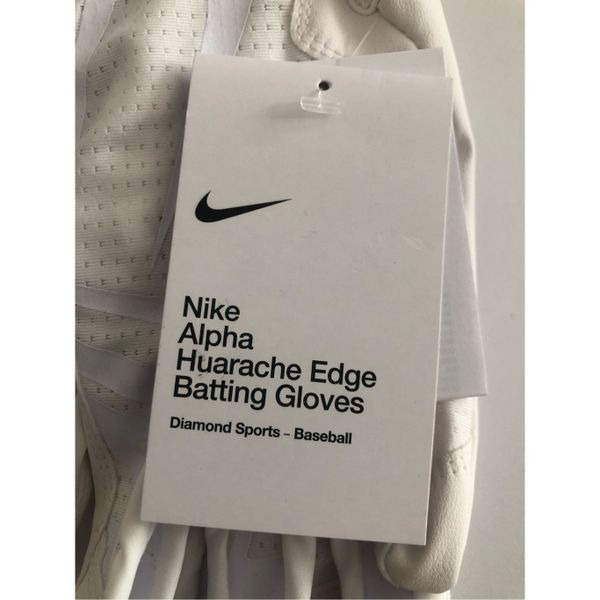 Nike
Alpha
Huarache Edge
Batting Gloves
Diamond Sports – Baseball